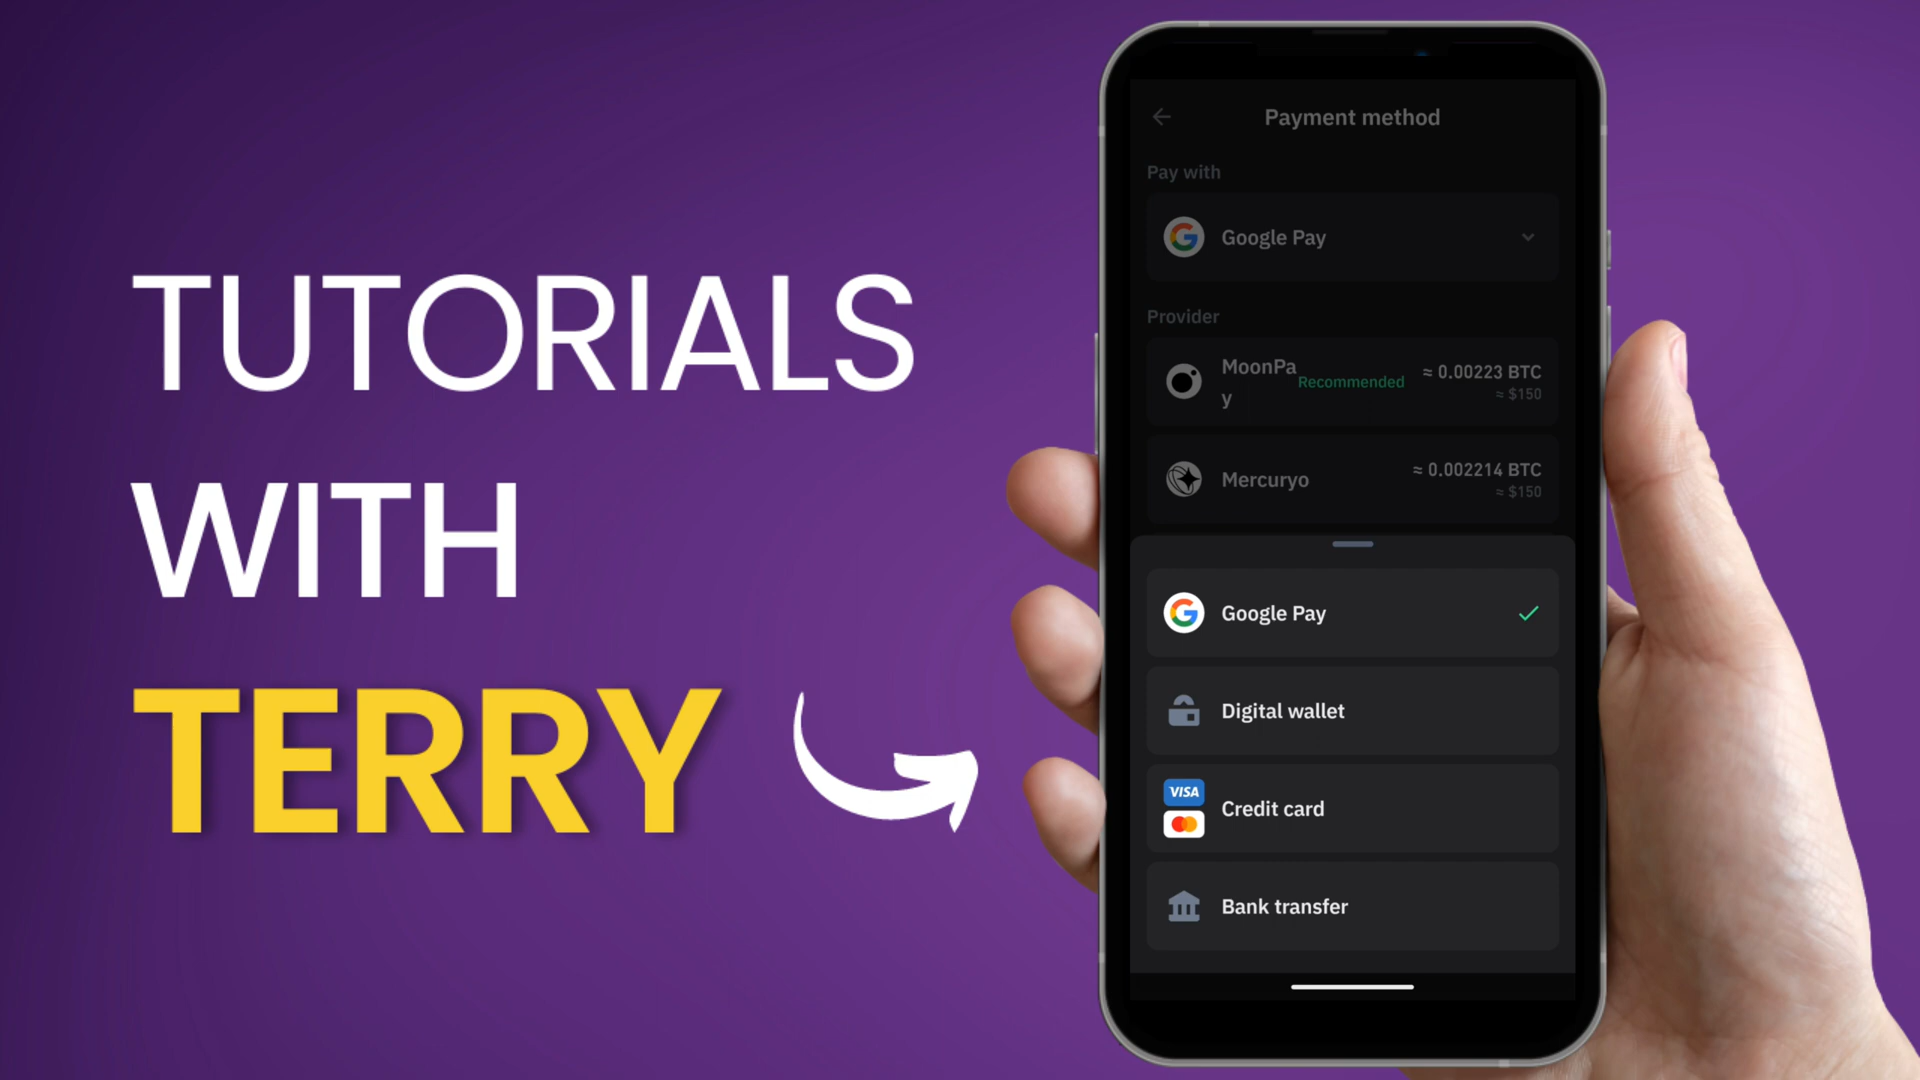 TUTORIALS
WITH
TERRY
Payment method
Pay with
Google Pay
Provider
MoonPa
y
Recommended
≈ 0.00223 BTC
≈ $150
Mercuryo
≈ 0.002214 BTC
≈ $150
Google Pay
Digital wallet
VISA
Credit card
Bank transfer